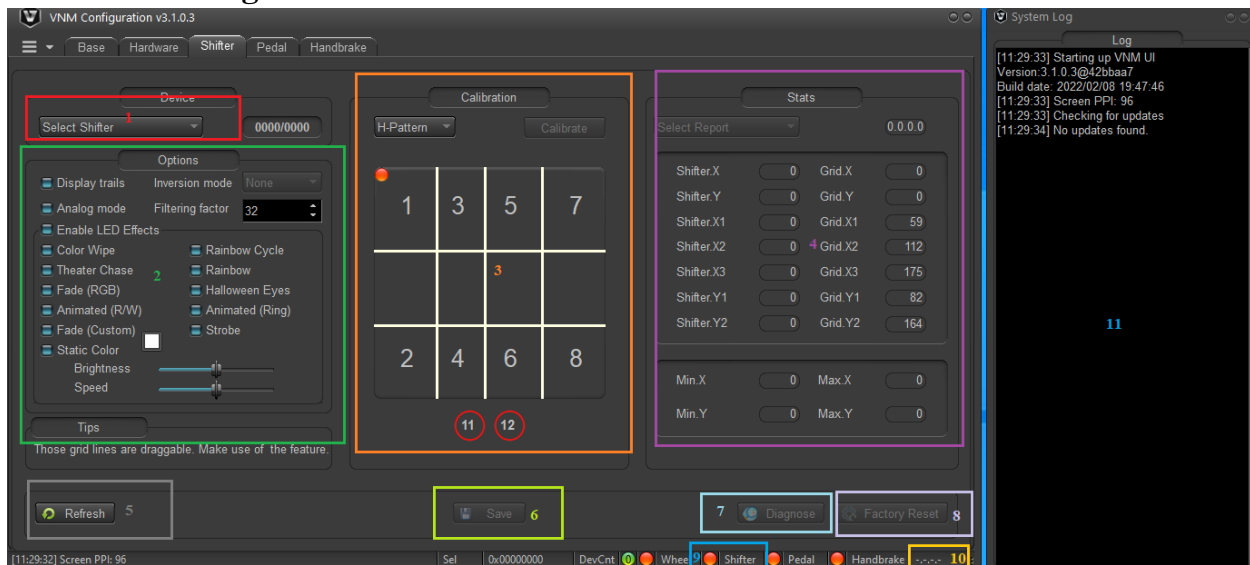 VNM Configuration v3.1.0.3
Base Hardware Shifter Pedal Handbrake
Device
Select Shifter 1 0000/0000
Options
Display trails Inversion mode None
Analog mode Filtering factor 32
Enable LED Effects
Color Wipe Rainbow Cycle
Theater Chase 2 Rainbow
Fade (RGB) Halloween Eyes
Animated (R/W) Animated (Ring)
Fade (Custom) Strobe
Static Color
Brightness
Speed
Tips
Those grid lines are draggable. Make use of the feature.
Calibration
H-Pattern Calibrate
1 3 5 7
3
2 4 6 8
11 12
Stats
Select Report 0.0.0.0
Shifter.X 0 Grid.X 0
Shifter.Y 0 Grid.Y 0
Shifter.X1 0 Grid.X1 59
Shifter.X2 0 4 Grid.X2 112
Shifter.X3 0 Grid.X3 175
Shifter.Y1 0 Grid.Y1 82
Shifter.Y2 0 Grid.Y2 164
Min.X 0 Max.X 0
Min.Y 0 Max.Y 0
Refresh 5 Save 6 7 Diagnose Factory Reset 8
[11:29:32] Screen PPI: 96 Sel 0x00000000 DevCnt 0 Whee 9 Shifter Pedal Handbrake -.-.-.- 10
System Log
Log
[11:29:33] Starting up VNM UI
Version:3.1.0.3@42bbaa7
Build date: 2022/02/08 19:47:46
[11:29:33] Screen PPI: 96
[11:29:33] Checking for updates
[11:29:34] No updates found.
11